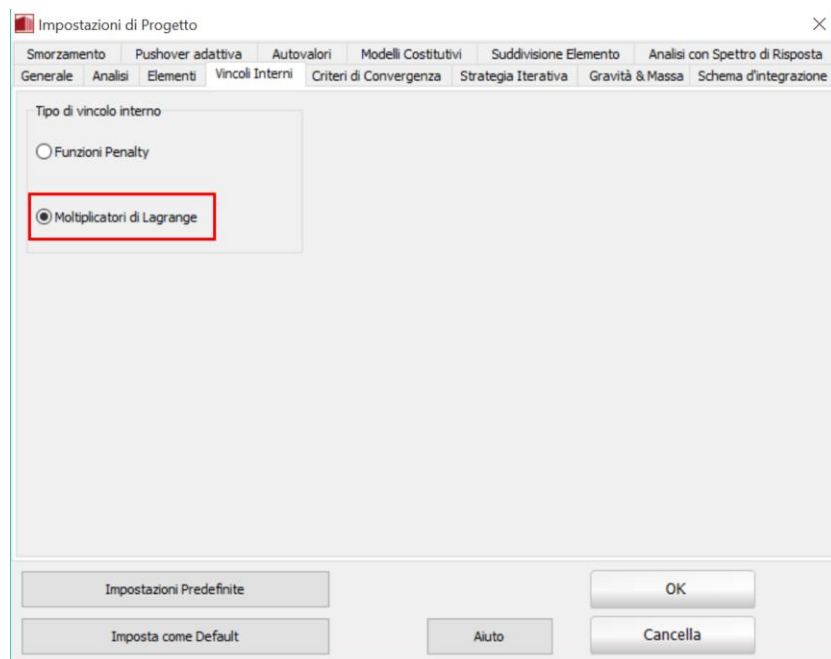 Impostazioni di Progetto
Smorzamento Pushover adattiva Autovalori Modelli Costitutivi Suddivisione Elemento Analisi con Spettro di Risposta
Generale Analisi Elementi Vincoli Interni Criteri di Convergenza Strategia Iterativa Gravità & Massa Schema d'integrazione
Tipo di vincolo interno
Funzioni Penalty
Moltiplicatori di Lagrange
Impostazioni Predefinite OK
Imposta come Default Aiuto Cancella